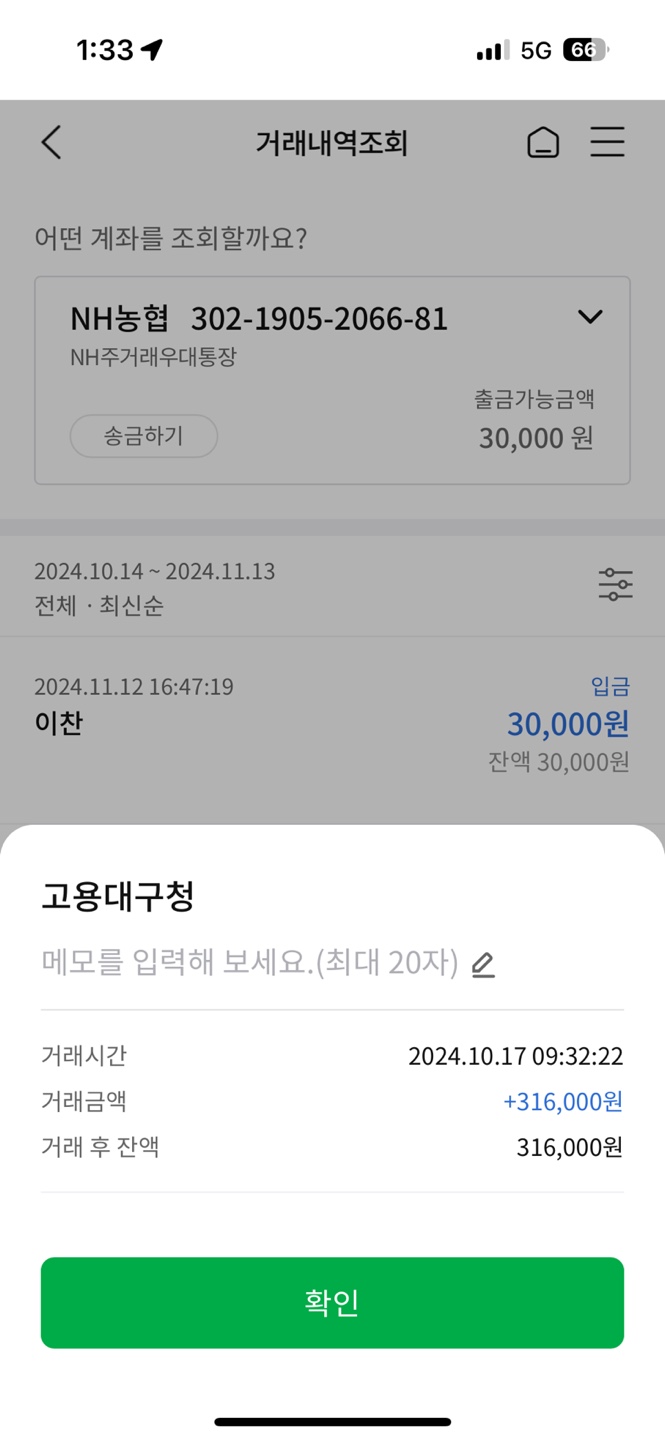 1:33 5G 66
거래내역조회
어떤 계좌를 조회할까요?
NH농협 302-1905-2066-81
NH주거래우대통장
출금가능금액
송금하기 30,000 원
2024.10.14 ~ 2024.11.13
전체 · 최신순
2024.11.12 16:47:19 입금
이찬 30,000원
잔액 30,000원
고용대구청
메모를 입력해 보세요.(최대 20자)
거래시간 2024.10.17 09:32:22
거래금액 +316,000원
거래 후 잔액 316,000원
확인